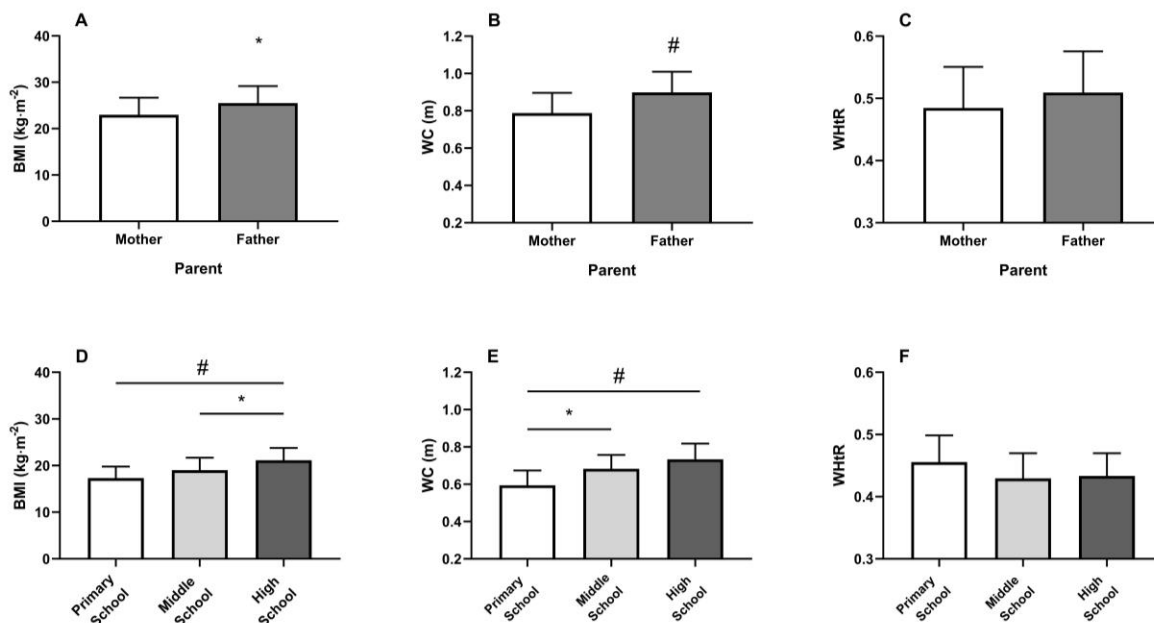 A
BMI (kg·m⁻²)
40
30
20
10
0
*
Mother
Father
Parent
B
WC (m)
1.2
1.0
0.8
0.6
0.4
0.2
#
Mother
Father
Parent
C
WHtR
0.6
0.5
0.4
0.3
Mother
Father
Parent
D
BMI (kg·m⁻²)
40
30
20
10
0
#
*
Primary
School
Middle
School
High
School
E
WC (m)
1.2
1.0
0.8
0.6
0.4
0.2
#
*
Primary
School
Middle
School
High
School
F
WHtR
0.6
0.5
0.4
0.3
Primary
School
Middle
School
High
School